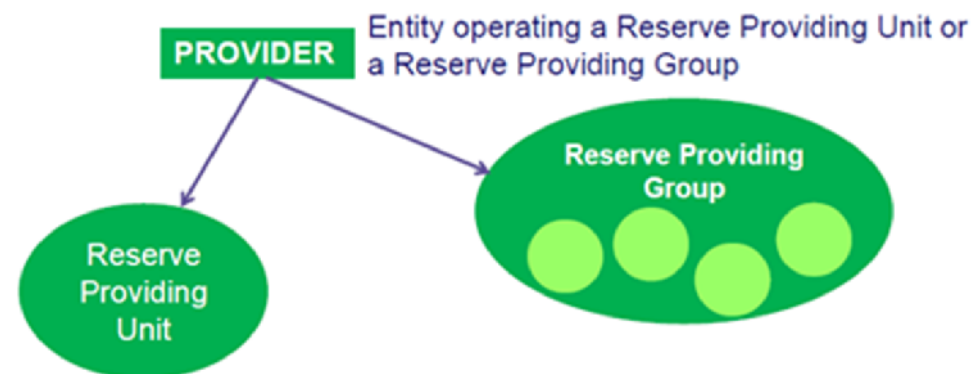 PROVIDER
Entity operating a Reserve Providing Unit or
a Reserve Providing Group
Reserve Providing
Group
Reserve
Providing
Unit